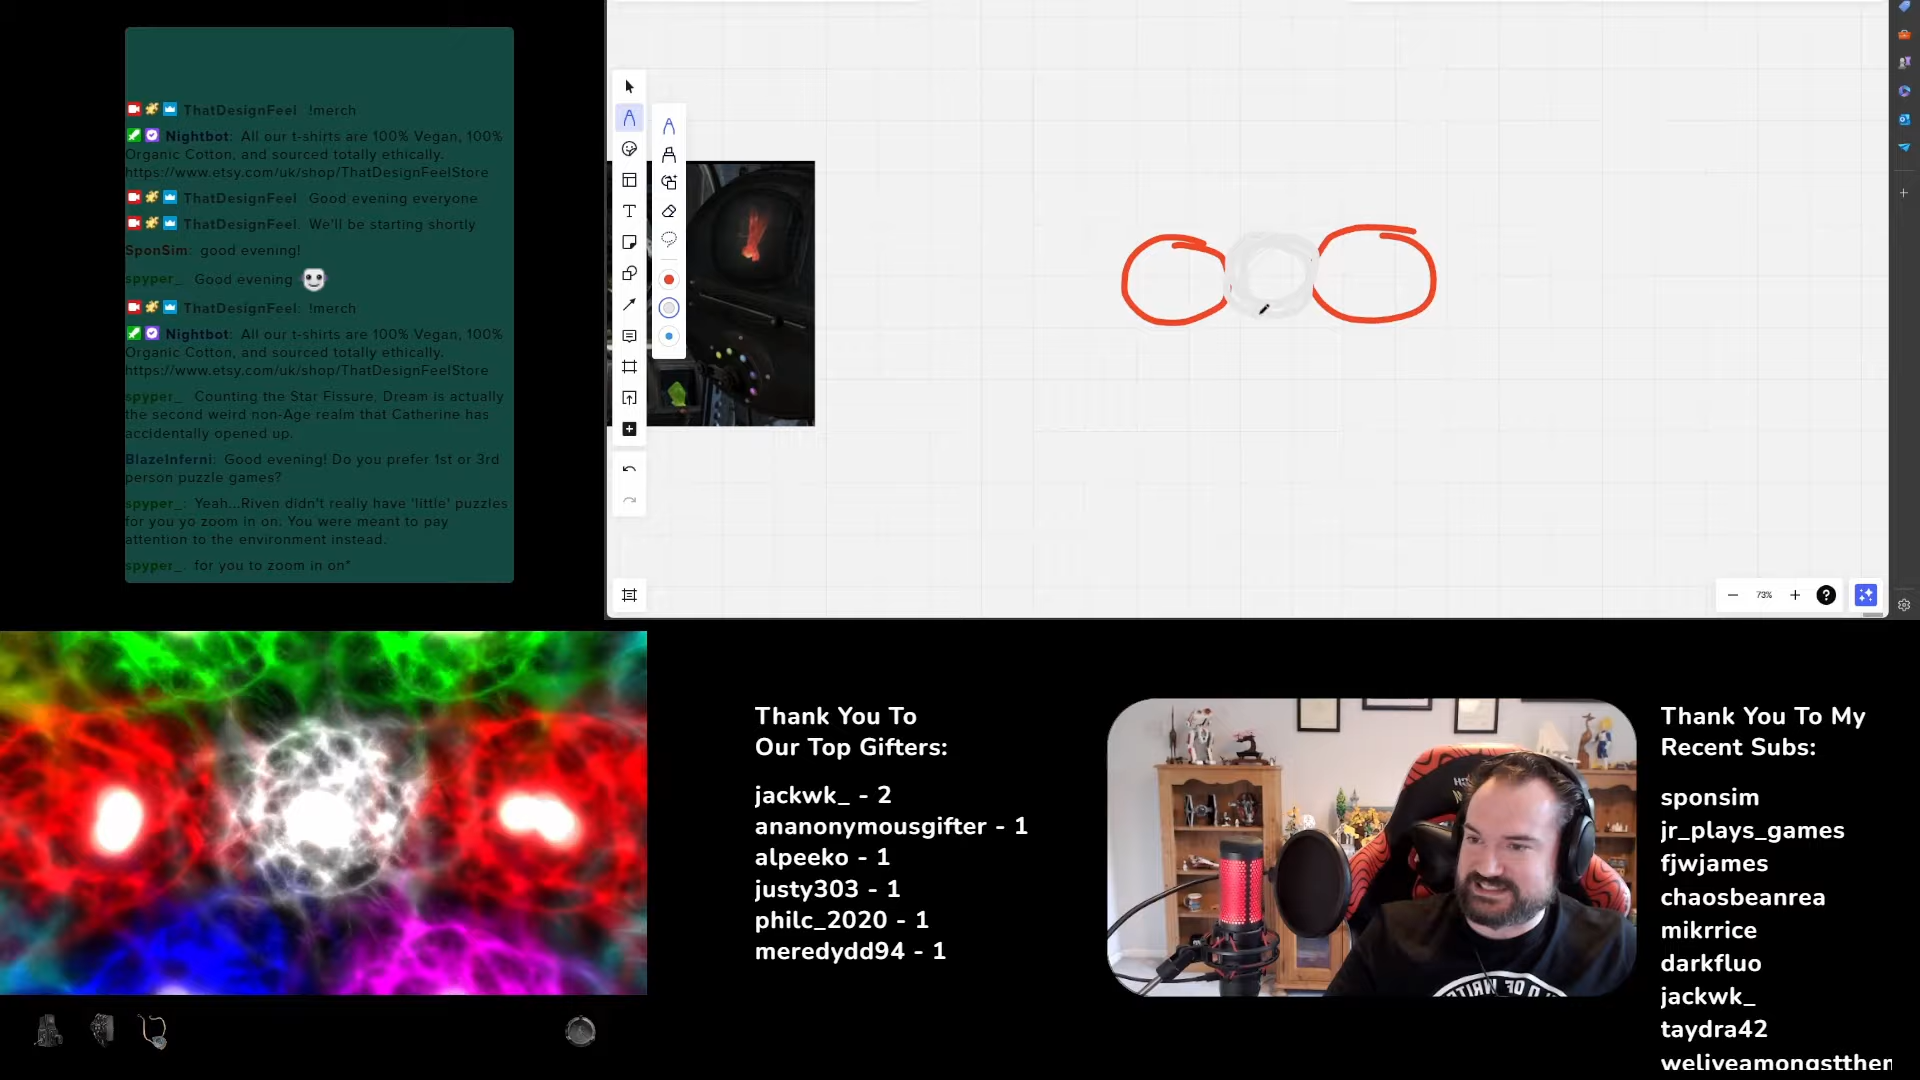 ThatDesignFeel !merch
Nightbot: All our t-shirts are 100% Vegan, 100%
Organic Cotton, and sourced totally ethically.
https://www.etsy.com/uk/shop/ThatDesignFeelStore
ThatDesignFeel Good evening everyone
ThatDesignFeel: We'll be starting shortly
SponSim: good evening!
spyper_ Good evening
ThatDesignFeel: !merch
Nightbot: All our t-shirts are 100% Vegan, 100%
Organic Cotton, and sourced totally ethically.
https://www.etsy.com/uk/shop/ThatDesignFeelStore
spyper_ Counting the Star Fissure, Dream is actually
the second weird non-Age realm that Catherine has
accidentally opened up.
BlazeInferni: Good evening! Do you prefer 1st or 3rd
person puzzle games?
spyper_: Yeah...Riven didn't really have 'little' puzzles
for you yo zoom in on. You were meant to pay
attention to the environment instead.
spyper_: for you to zoom in on*
73%
Thank You To
Our Top Gifters:
jackwk_ - 2
ananonymousgifter - 1
alpeeko - 1
justy303 - 1
philc_2020 - 1
meredydd94 - 1
Thank You To My
Recent Subs:
sponsim
jr_plays_games
fjwjames
chaosbeanrea
mikrrice
darkfluo
jackwk_
taydra42
weliveamongstther